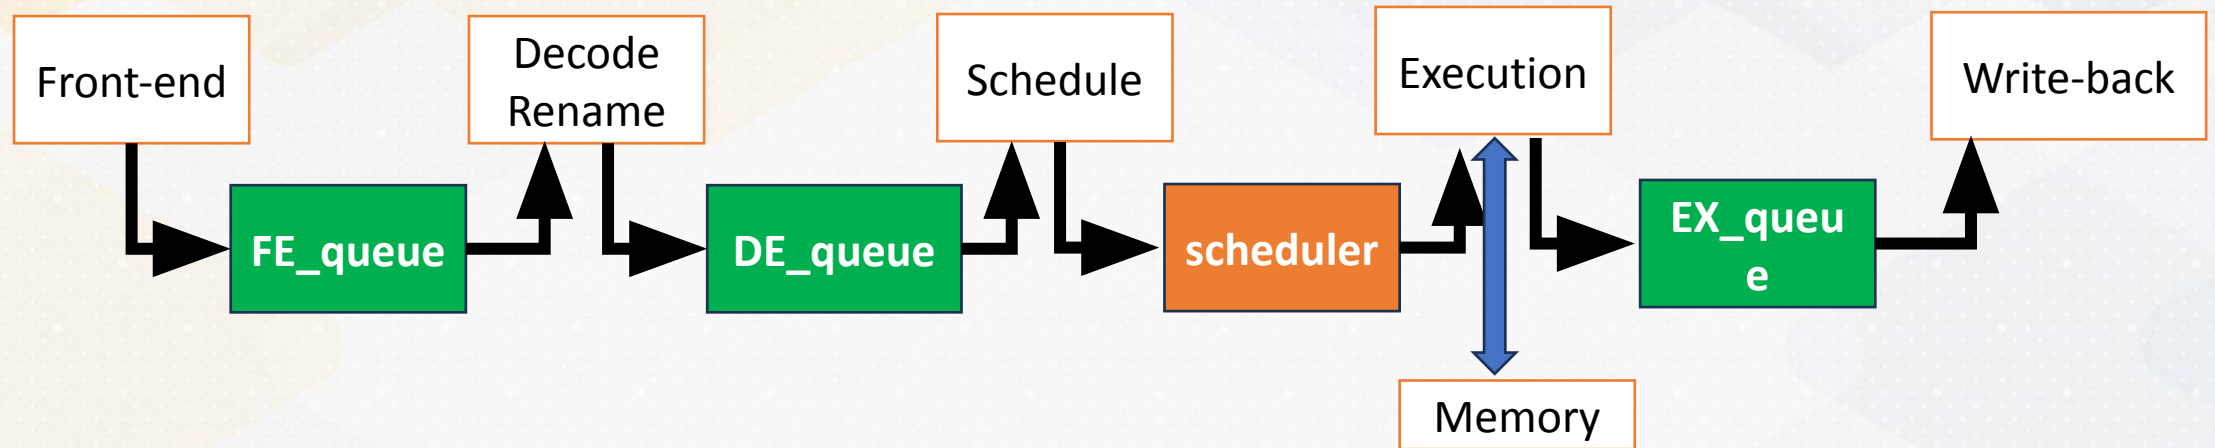 Front-end
Decode
Rename
Schedule
Execution
Write-back
FE_queue
DE_queue
scheduler
EX_queu
e
Memory